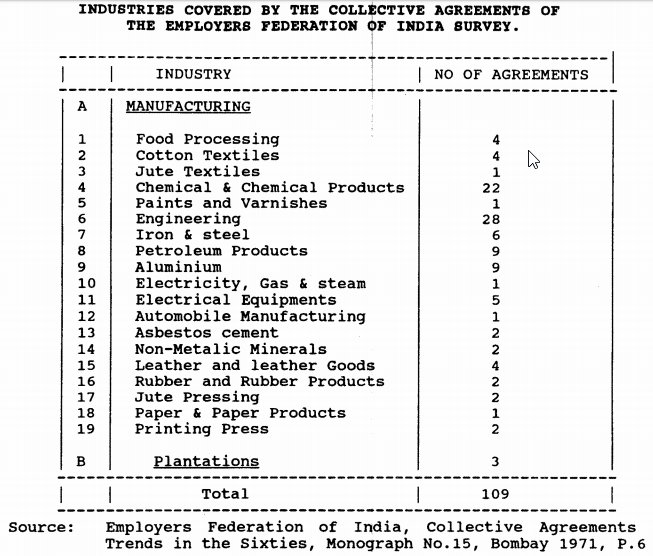 INDUSTRIES COVERED BY THE COLLECTIVE AGREEMENTS OF
THE EMPLOYERS FEDERATION OF INDIA SURVEY.
INDUSTRY NO OF AGREEMENTS
A MANUFACTURING
1 Food Processing 4
2 Cotton Textiles 4
3 Jute Textiles 1
4 Chemical & Chemical Products 22
5 Paints and Varnishes 1
6 Engineering 28
7 Iron & steel 6
8 Petroleum Products 9
9 Aluminium 9
10 Electricity, Gas & steam 1
11 Electrical Equipments 5
12 Automobile Manufacturing 1
13 Asbestos cement 2
14 Non-Metalic Minerals 2
15 Leather and leather Goods 4
16 Rubber and Rubber Products 2
17 Jute Pressing 2
18 Paper & Paper Products 1
19 Printing Press 2
B Plantations 3
Total 109
Source: Employers Federation of India, Collective Agreements
Trends in the Sixties, Monograph No.15, Bombay 1971, P.6